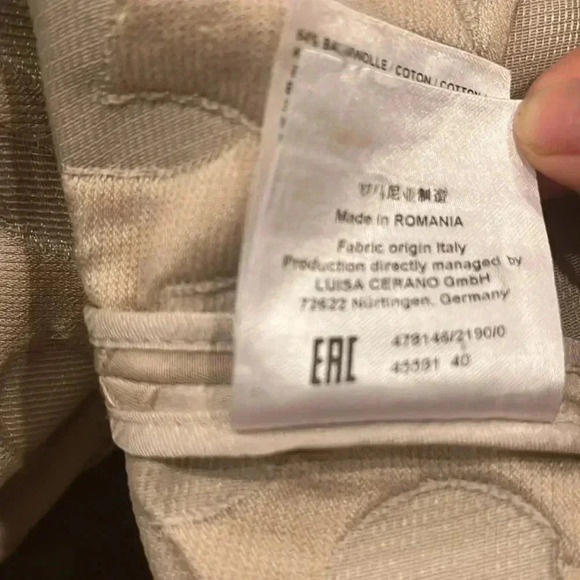 64% BAUMWOLLE / COTON / COTTON /
罗马尼亚制造
Made in ROMANIA
Fabric origin Italy
Production directly managed by
LUISA CERANO GmbH
72622 Nürtingen, Germany
EAC
478146/2190/0
45591 40